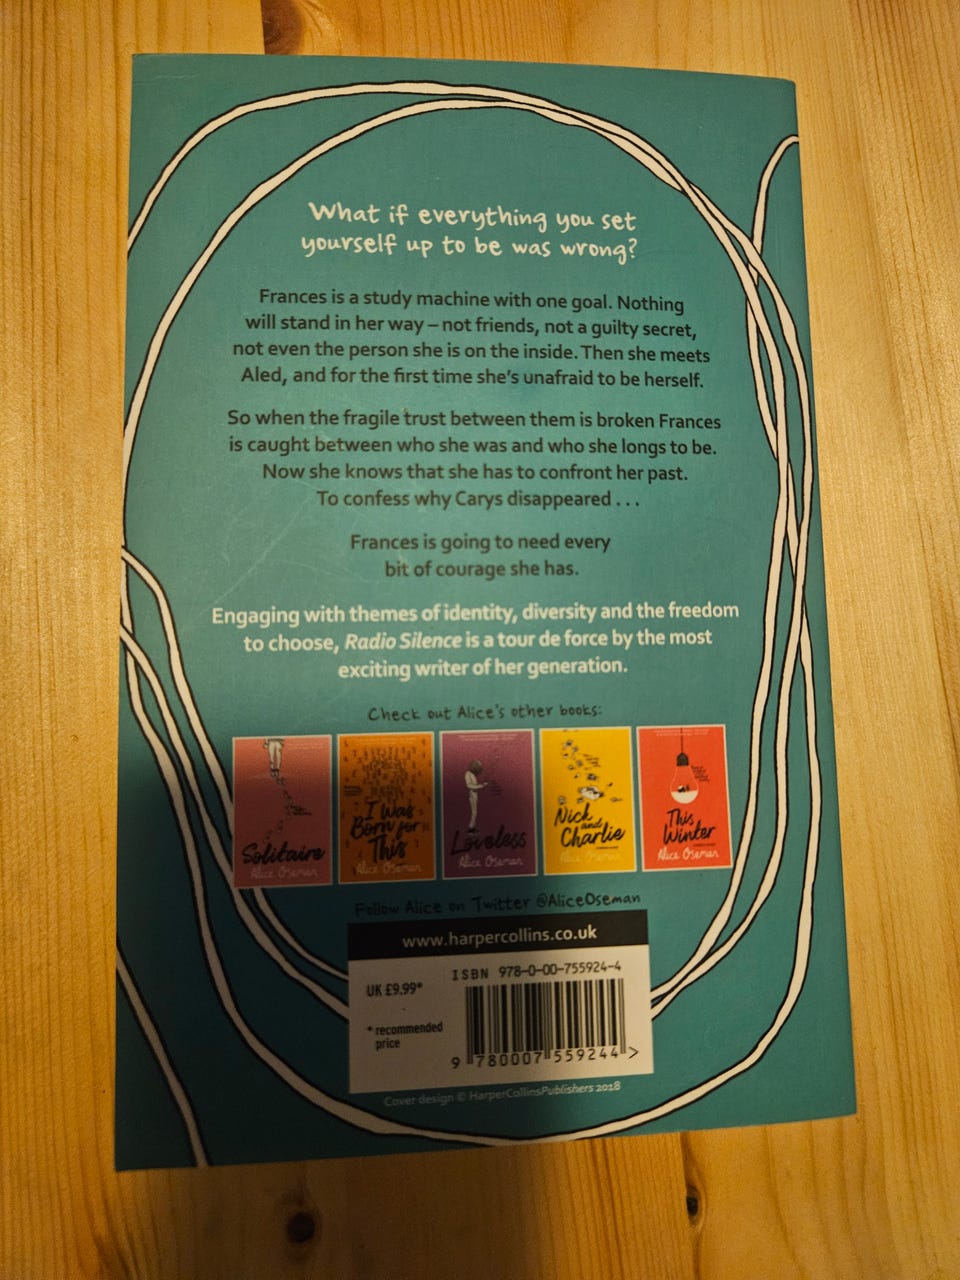 What if everything you set
yourself up to be was wrong?
Frances is a study machine with one goal. Nothing
will stand in her way – not friends, not a guilty secret,
not even the person she is on the inside. Then she meets
Aled, and for the first time she's unafraid to be herself.
So when the fragile trust between them is broken Frances
is caught between who she was and who she longs to be.
Now she knows that she has to confront her past.
To confess why Carys disappeared . . .
Frances is going to need every
bit of courage she has.
Engaging with themes of identity, diversity and the freedom
to choose, Radio Silence is a tour de force by the most
exciting writer of her generation.
Check out Alice's other books:
Solitaire
Alice Oseman
I Was
Born for
This
Alice Oseman
Loveless
Alice Oseman
Nick
and
Charlie
Alice Oseman
This
Winter
Alice Oseman
Follow Alice on Twitter @AliceOseman
www.harpercollins.co.uk
ISBN 978-0-00-755924-4
UK £9.99*
* recommended
price
9 780007 559244 >
Cover design © HarperCollinsPublishers 2018